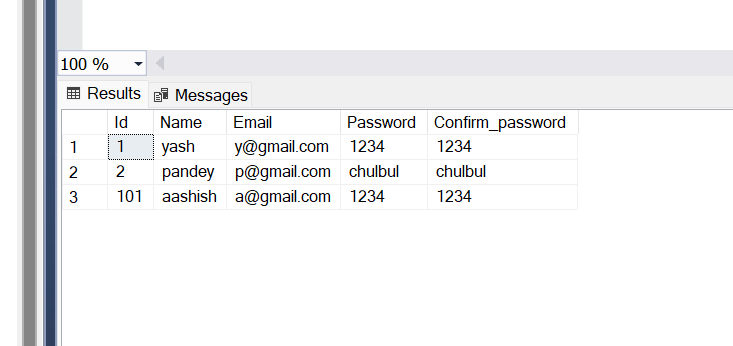 100 %
Results Messages
Id Name Email Password Confirm_password
1 1 yash y@gmail.com 1234 1234
2 2 pandey p@gmail.com chulbul chulbul
3 101 aashish a@gmail.com 1234 1234